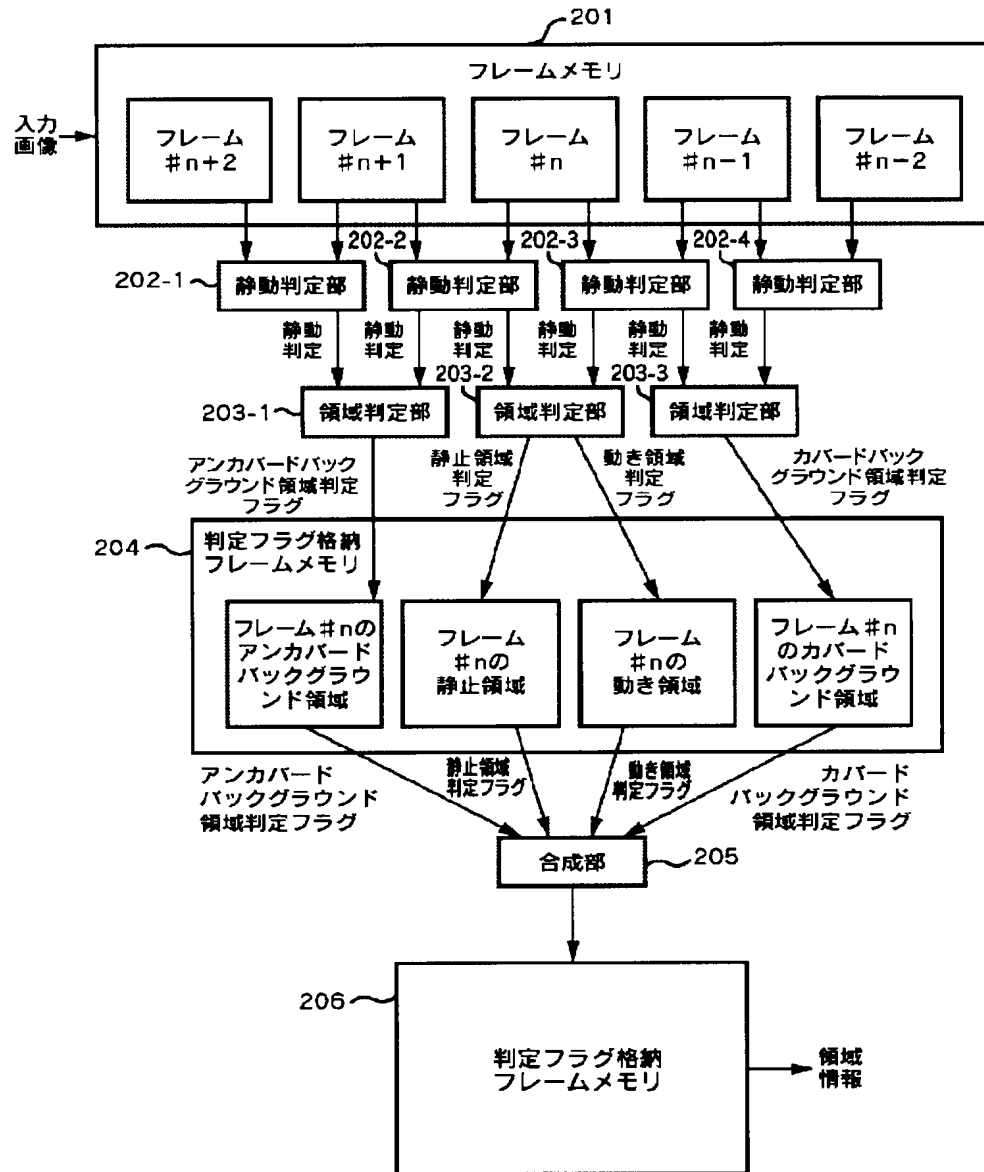 201
フレームメモリ
入力
画像
フレーム
#n+2
フレーム
#n+1
フレーム
#n
フレーム
#n-1
フレーム
#n-2
202-1
静動判定部
202-2
静動判定部
202-3
静動判定部
202-4
静動判定部
静動
判定
静動
判定
静動
判定
静動
判定
静動
判定
静動
判定
203-1
領域判定部
203-2
領域判定部
203-3
領域判定部
アンカバードバック
グラウンド領域判定
フラグ
静止領域
判定
フラグ
動き領域
判定
フラグ
カバードバック
グラウンド領域判定
フラグ
204
判定フラグ格納
フレームメモリ
フレーム#nの
アンカバード
バックグラウ
ンド領域
フレーム
#nの
静止領域
フレーム
#nの
動き領域
フレーム#n
のカバード
バックグラウ
ンド領域
アンカバード
バックグラウンド
領域判定フラグ
静止領域
判定フラグ
動き領域
判定フラグ
カバード
バックグラウンド
領域判定フラグ
合成部
205
206
判定フラグ格納
フレームメモリ
領域
情報